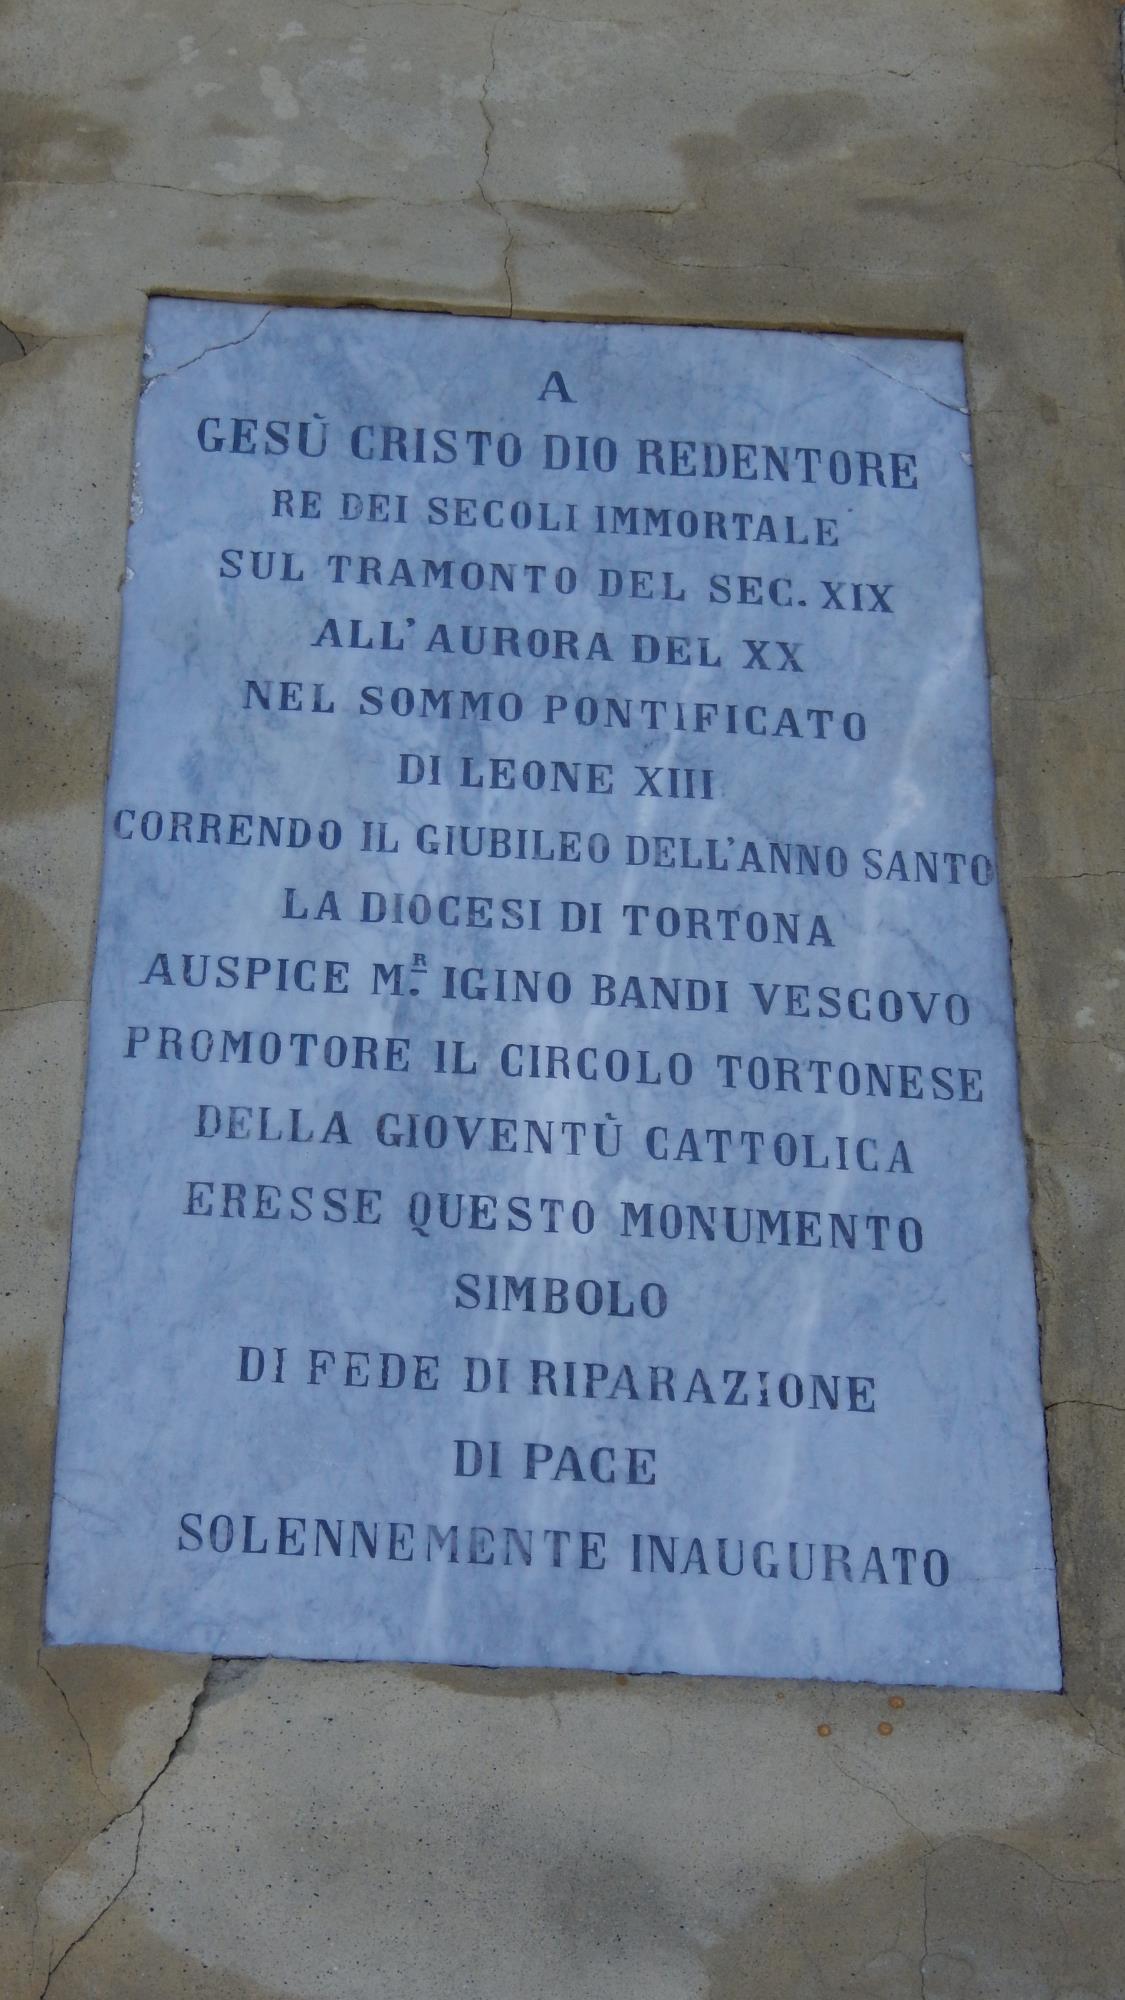 A
GESÙ CRISTO DIO REDENTORE
RE DEI SECOLI IMMORTALE
SUL TRAMONTO DEL SEC. XIX
ALL'AURORA DEL XX
NEL SOMMO PONTIFICATO
DI LEONE XIII
CORRENDO IL GIUBILEO DELL'ANNO SANTO
LA DIOCESI DI TORTONA
AUSPICE M.R IGINO BANDI VESCOVO
PROMOTORE IL CIRCOLO TORTONESE
DELLA GIOVENTÙ CATTOLICA
ERESSE QUESTO MONUMENTO
SIMBOLO
DI FEDE DI RIPARAZIONE
DI PACE
SOLENNEMENTE INAUGURATO